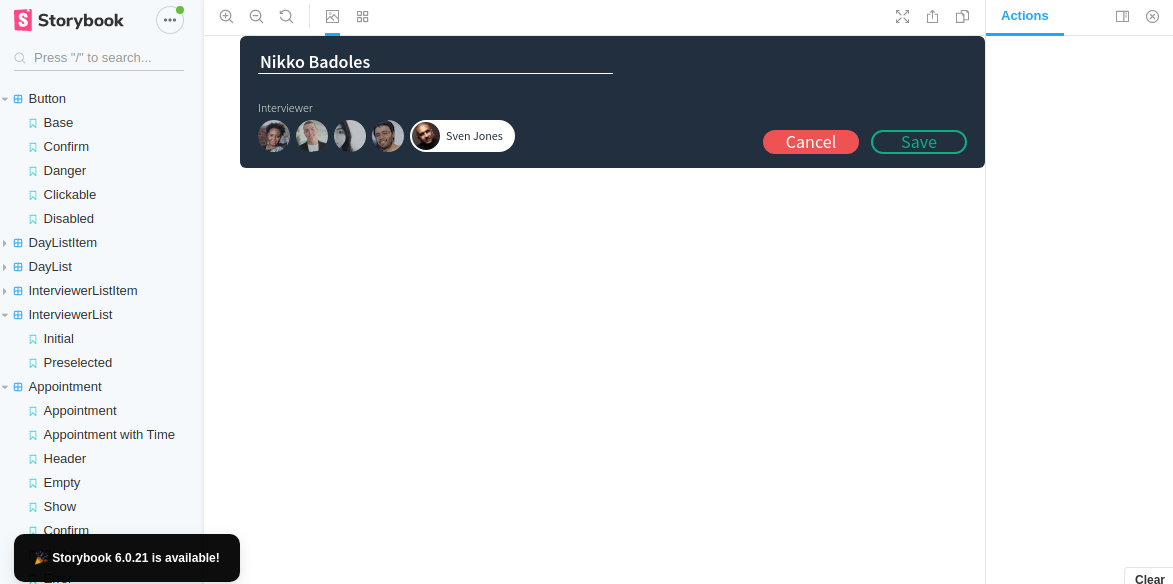 Storybook
Press "/" to search...
Button
Base
Confirm
Danger
Clickable
Disabled
DayListItem
DayList
InterviewerListItem
InterviewerList
Initial
Preselected
Appointment
Appointment
Appointment with Time
Header
Empty
Show
Confirm
🎉 Storybook 6.0.21 is available!
Nikko Badoles
Interviewer
Sven Jones
Cancel
Save
Actions
Clear